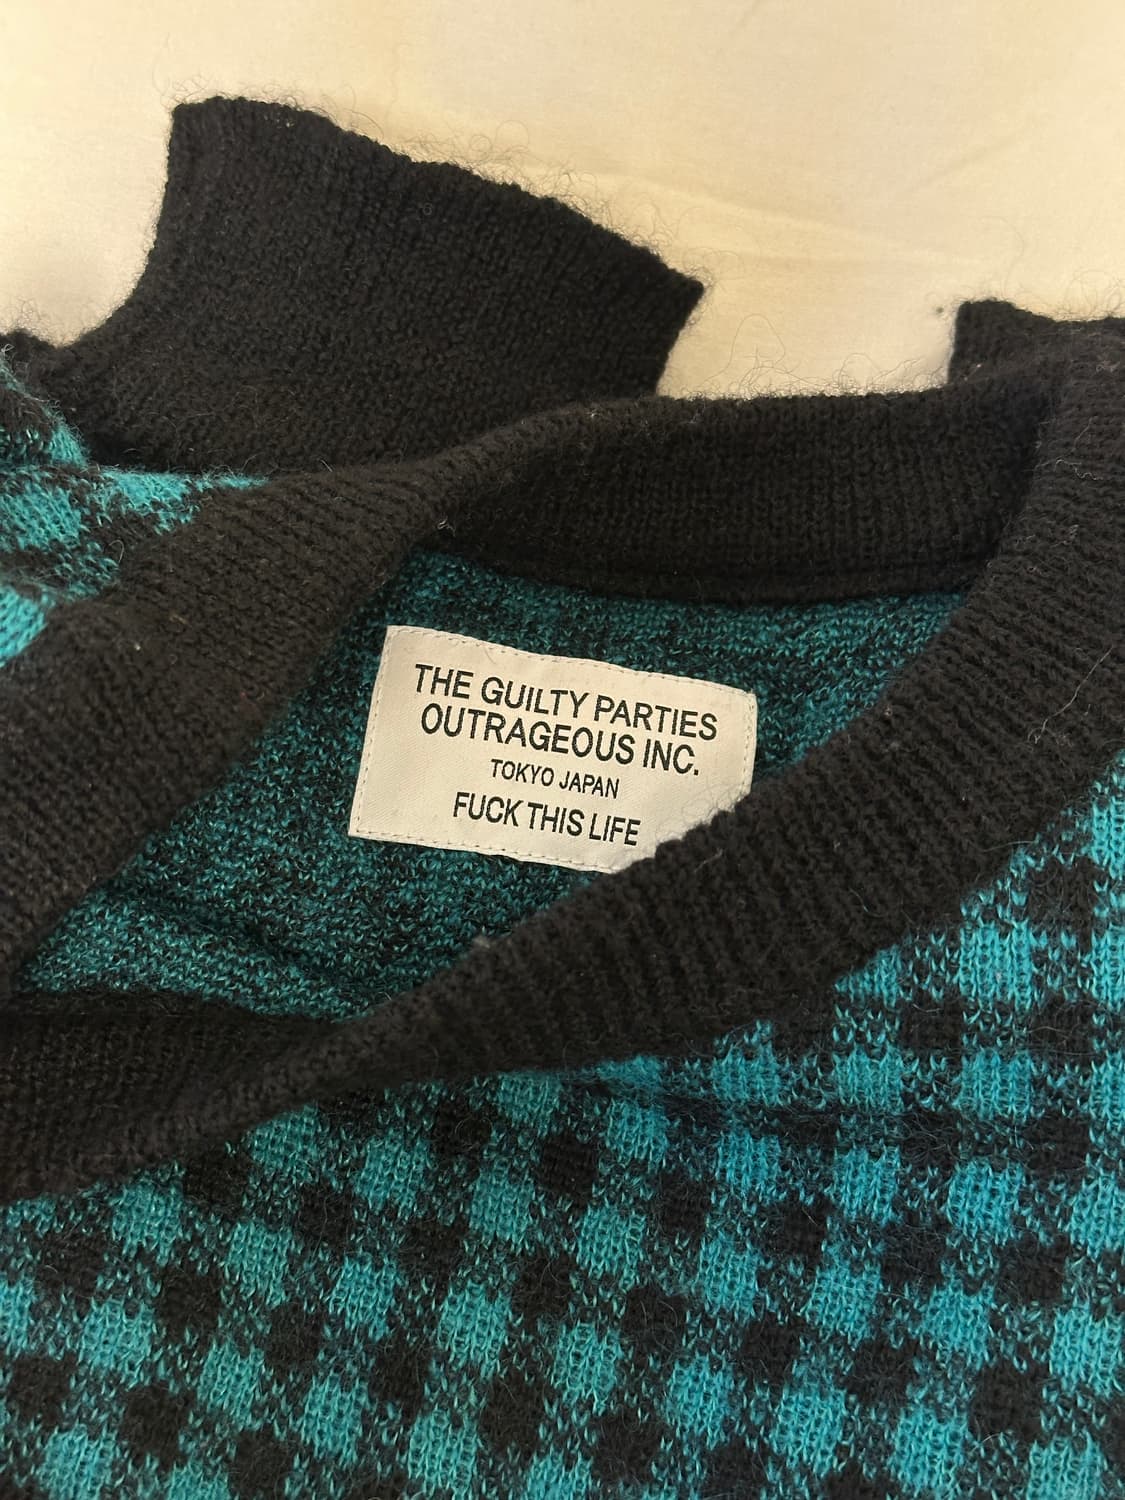 THE GUILTY PARTIES
OUTRAGEOUS INC.
TOKYO JAPAN
FUCK THIS LIFE